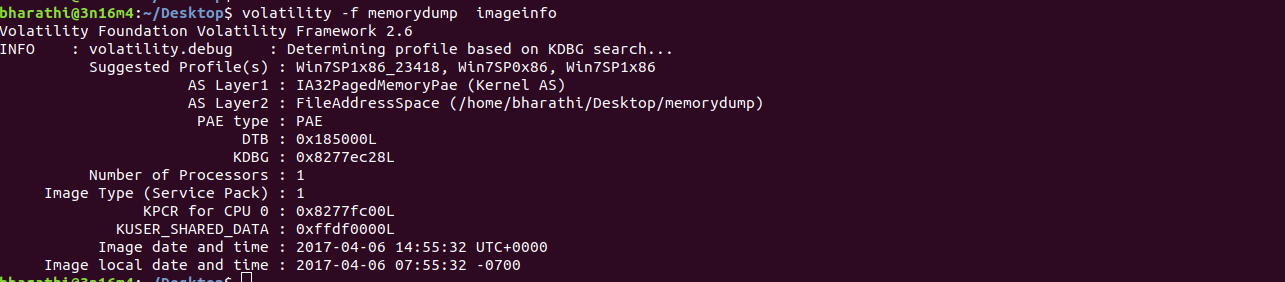 bharathi@3n16m4:~/Desktop$ volatility -f memorydump  imageinfo
Volatility Foundation Volatility Framework 2.6
INFO    : volatility.debug    : Determining profile based on KDBG search...
Suggested Profile(s) : Win7SP1x86_23418, Win7SP0x86, Win7SP1x86
AS Layer1 : IA32PagedMemoryPae (Kernel AS)
AS Layer2 : FileAddressSpace (/home/bharathi/Desktop/memorydump)
PAE type : PAE
DTB : 0x185000L
KDBG : 0x8277ec28L
Number of Processors : 1
Image Type (Service Pack) : 1
KPCR for CPU 0 : 0x8277fc00L
KUSER_SHARED_DATA : 0xffdf0000L
Image date and time : 2017-04-06 14:55:32 UTC+0000
Image local date and time : 2017-04-06 07:55:32 -0700
bharathi@3n16m4:~/Desktop$